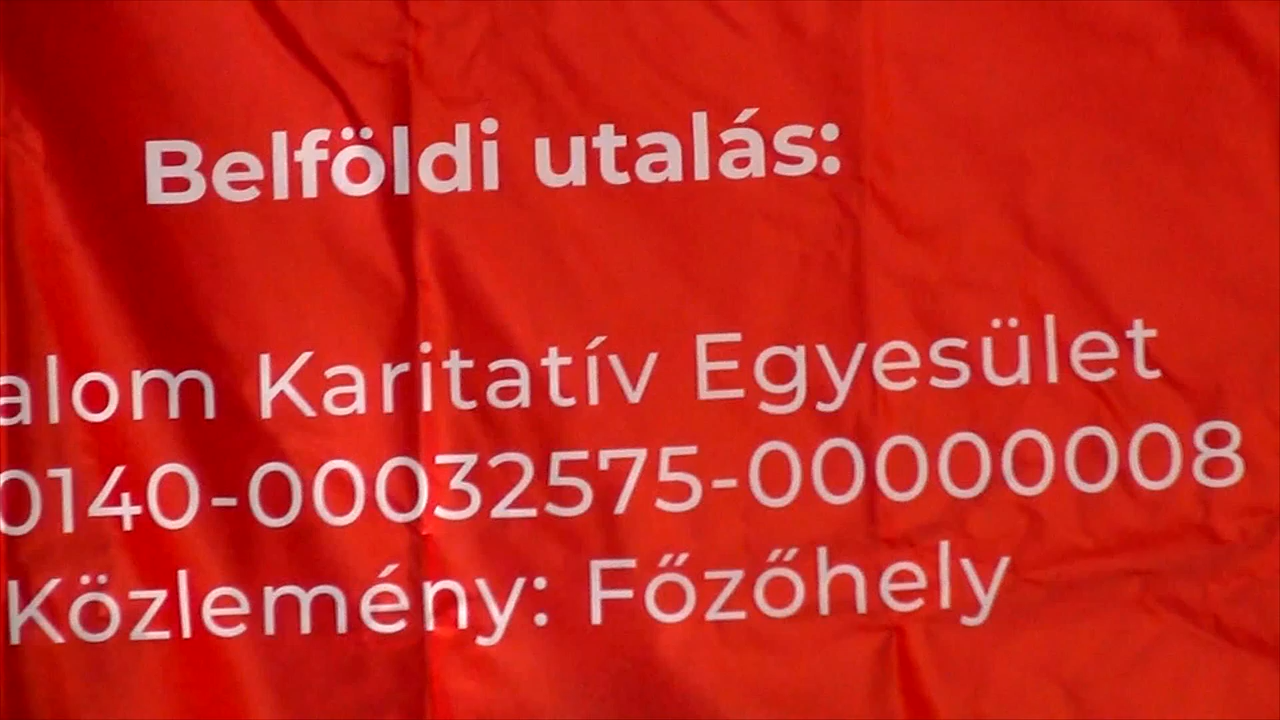 Belföldi utalás:
alom Karitatív Egyesület
0140-00032575-00000008
Közlemény: Főzőhely